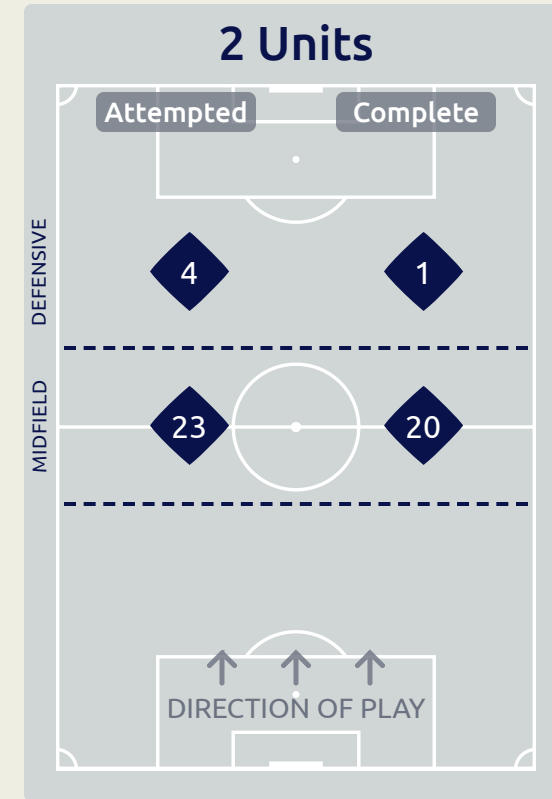 2 Units
Attempted Complete
DEFENSIVE
4 1
MIDFIELD
23 20
DIRECTION OF PLAY